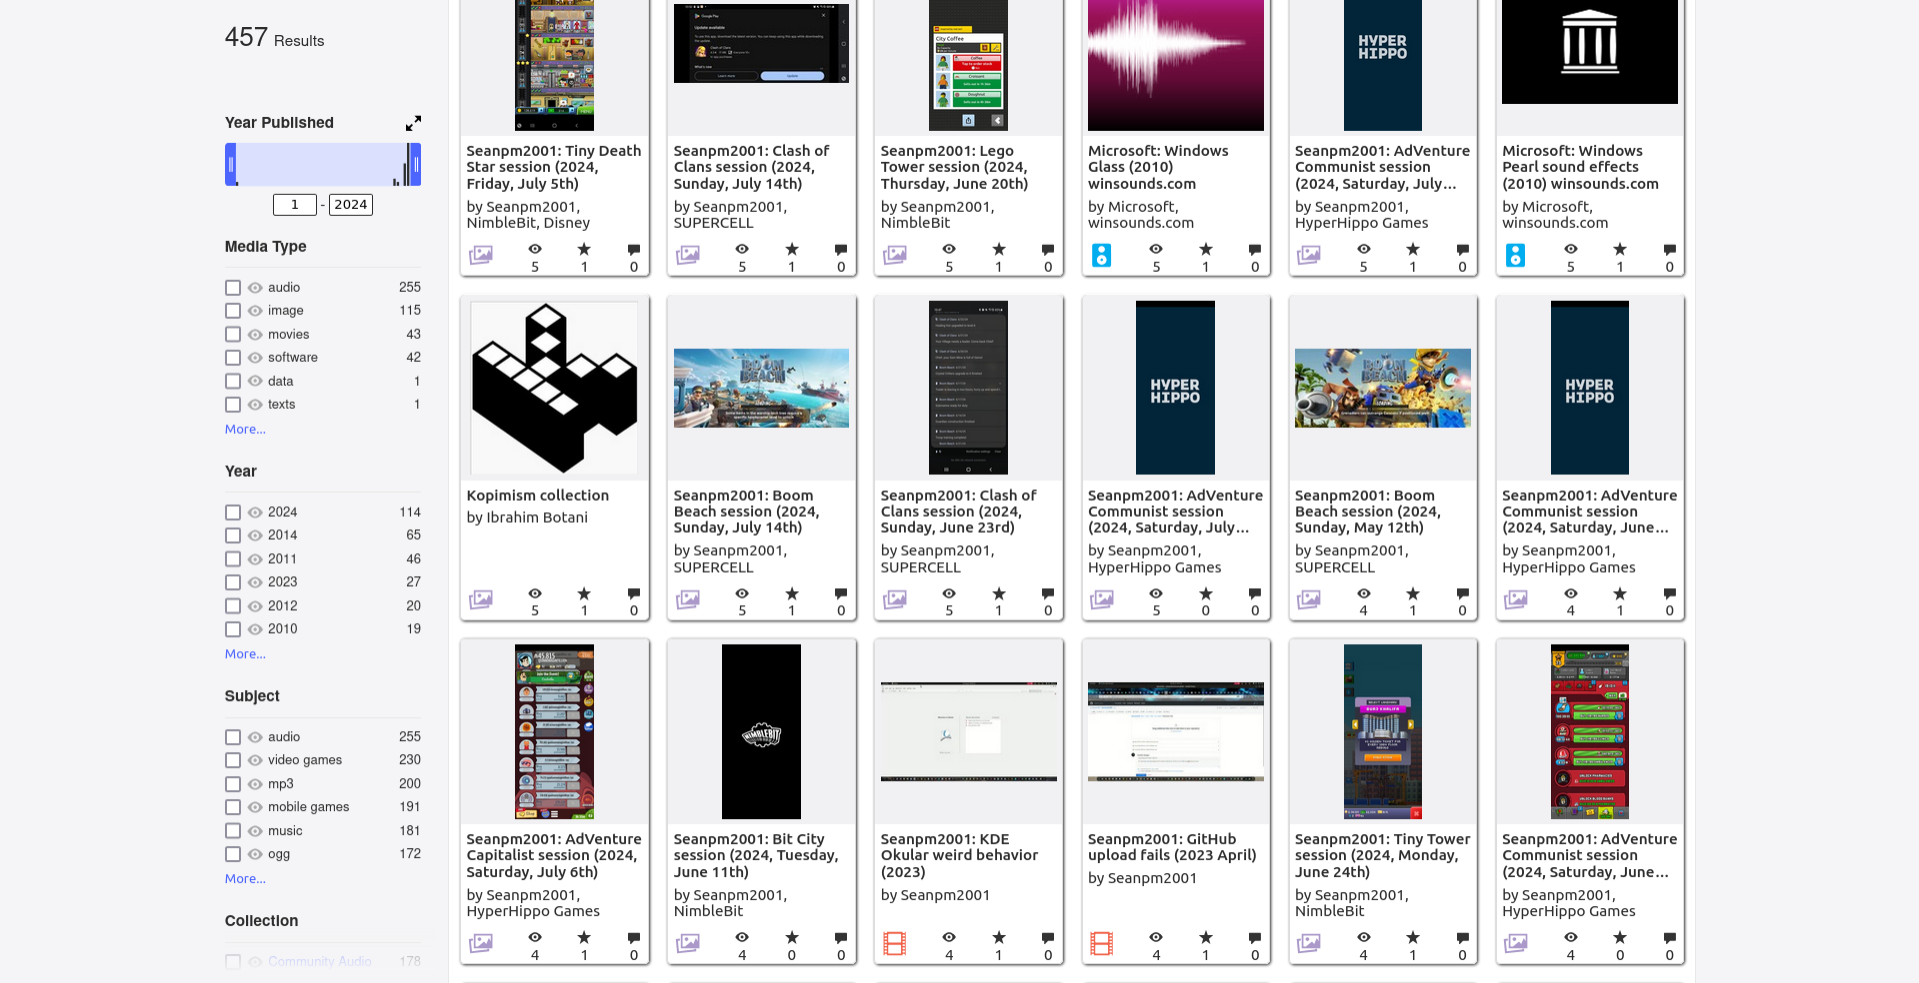 457 Results
Year Published
1 - 2024
Media Type
audio 255
image 115
movies 43
software 42
data 1
texts 1
More...
Year
2024 114
2014 65
2011 46
2023 27
2012 20
2010 19
More...
Subject
audio 255
video games 230
mp3 200
mobile games 191
music 181
ogg 172
More...
Collection
Community Audio 178
Google Play
Update available
Update
City Coffee
Coffee
Croissant
Doughnut
HYPER
HIPPO
Seanpm2001: Tiny Death
Star session (2024,
Friday, July 5th)
by Seanpm2001,
NimbleBit, Disney
5 1 0
Seanpm2001: Clash of
Clans session (2024,
Sunday, July 14th)
by Seanpm2001,
SUPERCELL
5 1 0
Seanpm2001: Lego
Tower session (2024,
Thursday, June 20th)
by Seanpm2001,
NimbleBit
5 1 0
Microsoft: Windows
Glass (2010)
winsounds.com
by Microsoft,
winsounds.com
5 1 0
Seanpm2001: AdVenture
Communist session
(2024, Saturday, July...
by Seanpm2001,
HyperHippo Games
5 1 0
Microsoft: Windows
Pearl sound effects
(2010) winsounds.com
by Microsoft,
winsounds.com
5 1 0
Kopimism collection
by Ibrahim Botani
5 1 0
BOOM
BEACH
Seanpm2001: Boom
Beach session (2024,
Sunday, July 14th)
by Seanpm2001,
SUPERCELL
5 1 0
Seanpm2001: Clash of
Clans session (2024,
Sunday, June 23rd)
by Seanpm2001,
SUPERCELL
5 1 0
HYPER
HIPPO
Seanpm2001: AdVenture
Communist session
(2024, Saturday, July...
by Seanpm2001,
HyperHippo Games
5 0 0
BOOM
BEACH
Seanpm2001: Boom
Beach session (2024,
Sunday, May 12th)
by Seanpm2001,
SUPERCELL
4 1 0
HYPER
HIPPO
Seanpm2001: AdVenture
Communist session
(2024, Saturday, June...
by Seanpm2001,
HyperHippo Games
4 1 0
Seanpm2001: AdVenture
Capitalist session (2024,
Saturday, July 6th)
by Seanpm2001,
HyperHippo Games
4 1 0
NIMBLEBIT
Seanpm2001: Bit City
session (2024, Tuesday,
June 11th)
by Seanpm2001,
NimbleBit
4 0 0
Seanpm2001: KDE
Okular weird behavior
(2023)
by Seanpm2001
4 1 0
Seanpm2001: GitHub
upload fails (2023 April)
by Seanpm2001
4 1 0
Seanpm2001: Tiny Tower
session (2024, Monday,
June 24th)
by Seanpm2001,
NimbleBit
4 1 0
Seanpm2001: AdVenture
Communist session
(2024, Saturday, June...
by Seanpm2001,
HyperHippo Games
4 0 0